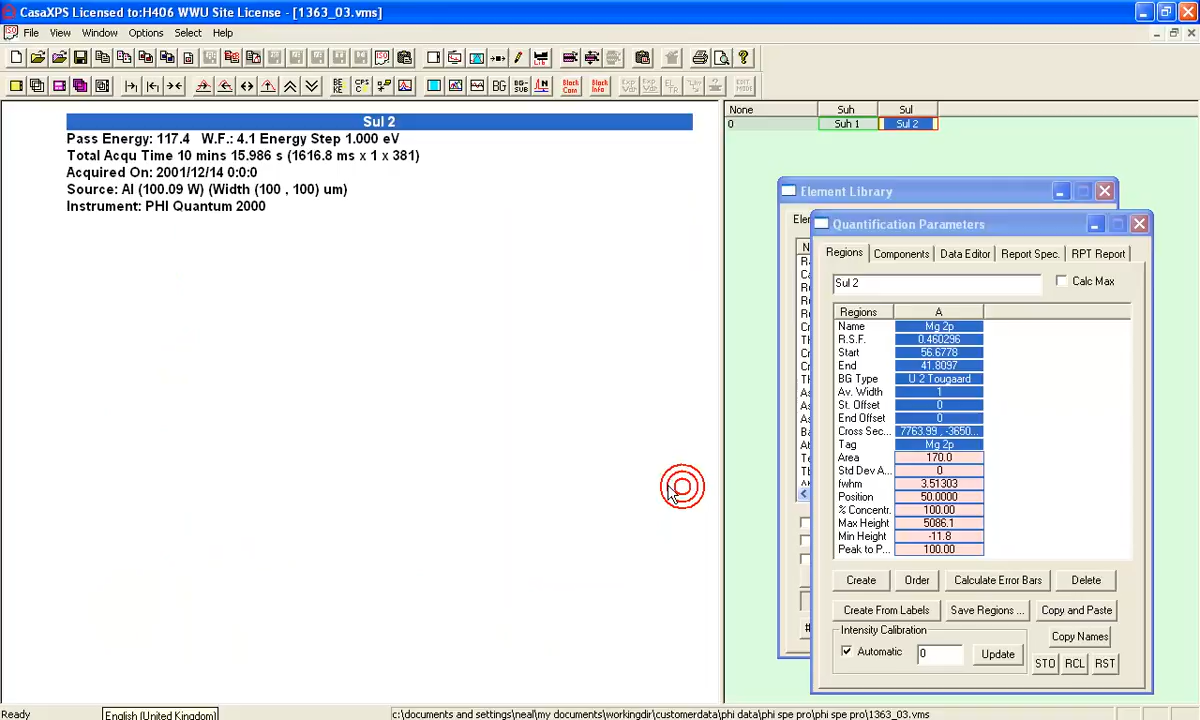 CasaXPS Licensed to:H406 WWU Site License - [1363_03.vms]
File View Window Options Select Help
Sul 2
Pass Energy: 117.4 W.F.: 4.1 Energy Step 1.000 eV
Total Acqu Time 10 mins 15.986 s (1616.8 ms x 1 x 381)
Acquired On: 2001/12/14 0:0:0
Source: Al (100.09 W) (Width (100 , 100) um)
Instrument: PHI Quantum 2000
None Suh Sul
0 Suh 1 Sul 2
Element Library
Quantification Parameters
Regions Components Data Editor Report Spec. RPT Report
Sul 2 Calc Max
Regions A
Name Mg 2p
R.S.F. 0.460296
Start 56.6778
End 41.8097
BG Type U 2 Tougaard
Av. Width 1
St. Offset 0
End Offset 0
Cross Sec... 7763.99 , -3650...
Tag Mg 2p
Area 170.0
Std Dev A... 0
fwhm 3.51303
Position 50.0000
% Concentr. 100.00
Max Height 5086.1
Min Height -11.8
Peak to P... 100.00
Create Order Calculate Error Bars Delete
Create From Labels Save Regions ... Copy and Paste
Intensity Calibration
Automatic 0 Update
Copy Names
STO RCL RST
Ready English (United Kingdom) c:\documents and settings\neal\my documents\workingdir\customerdata\phi data\phi spe pro\phi spe pro\1363_03.vms